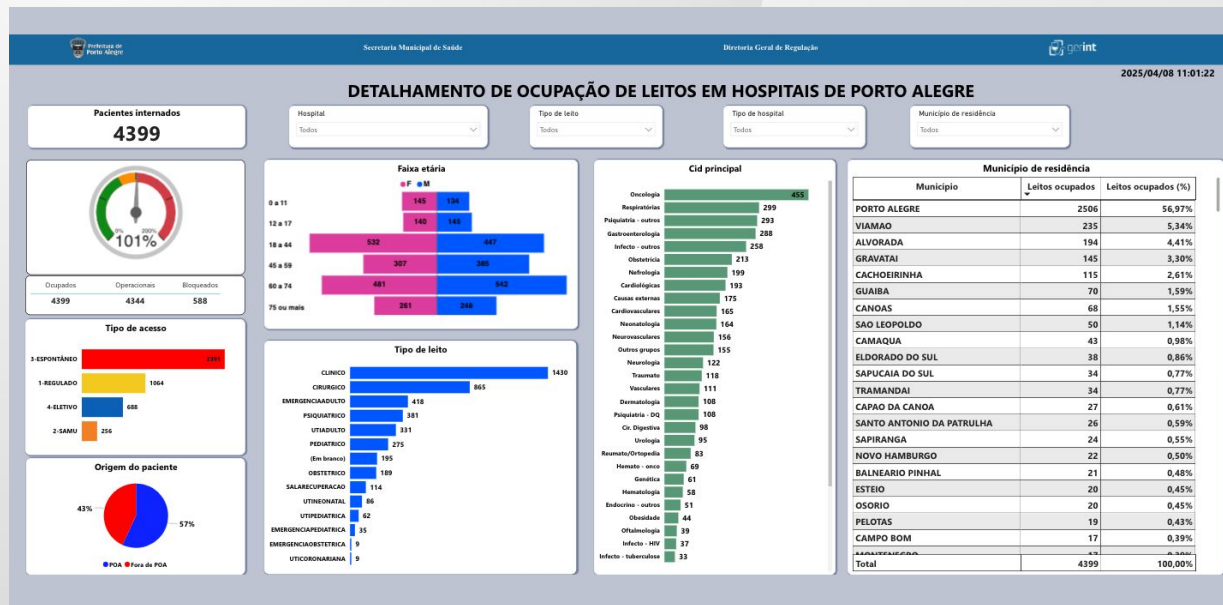 Prefeitura de
Porto Alegre
Secretaria Municipal de Saúde
Diretoria Geral de Regulação
gerint
2025/04/08 11:01:22
DETALHAMENTO DE OCUPAÇÃO DE LEITOS EM HOSPITAIS DE PORTO ALEGRE
Pacientes internados
4399
Hospital
Todos
Tipo de leito
Todos
Tipo de hospital
Todos
Município de residência
Todos
0% 200%
101%
Ocupados Operacionais Bloqueados
4399 4344 588
Tipo de acesso
3-ESPONTÂNEO
1-REGULADO 1064
4-ELETIVO 688
2-SAMU 256
Origem do paciente
43%
57%
POA Fora de POA
Faixa etária
F M
0 a 11 145 134
12 a 17 140 145
18 a 44 532 447
45 a 59 307
60 a 74 481 542
75 ou mais 261
Tipo de leito
CLINICO 1430
CIRURGICO 865
EMERGENCIAADULTO 418
PSIQUIATRICO 381
UTIADULTO 331
PEDIATRICO 275
(Em branco) 195
OBSTETRICO 189
SALARECUPERACAO 114
UTINEONATAL 86
UTIPEDIATRICA 62
EMERGENCIAPEDIATRICA 35
EMERGENCIAOBSTETRICA 9
UTICORONARIANA 9
Cid principal
Oncologia 455
Respiratórias 299
Psiquiatria - outros 293
Gastroenterologia 288
Infecto - outros 258
Obstetrícia 213
Nefrologia 199
Cardiológicas 193
Causas externas 175
Cardiovasculares 165
Neonatologia 164
Neurovasculares 156
Outros grupos 155
Neurologia 122
Traumato 118
Vasculares 111
Dermatologia 108
Psiquiatria - DQ 108
Cir. Digestiva 98
Urologia 95
Reumato/Ortopedia 83
Hemato - onco 69
Genética 61
Hematologia 58
Endocrino - outros 51
Obesidade 44
Oftalmologia 39
Infecto - HIV 37
Infecto - tuberculose 33
Município de residência
Município Leitos ocupados Leitos ocupados (%)
PORTO ALEGRE 2506 56,97%
VIAMAO 235 5,34%
ALVORADA 194 4,41%
GRAVATAI 145 3,30%
CACHOEIRINHA 115 2,61%
GUAIBA 70 1,59%
CANOAS 68 1,55%
SAO LEOPOLDO 50 1,14%
CAMAQUA 43 0,98%
ELDORADO DO SUL 38 0,86%
SAPUCAIA DO SUL 34 0,77%
TRAMANDAI 34 0,77%
CAPAO DA CANOA 27 0,61%
SANTO ANTONIO DA PATRULHA 26 0,59%
SAPIRANGA 24 0,55%
NOVO HAMBURGO 22 0,50%
BALNEARIO PINHAL 21 0,48%
ESTEIO 20 0,45%
OSORIO 20 0,45%
PELOTAS 19 0,43%
CAMPO BOM 17 0,39%
Total 4399 100,00%